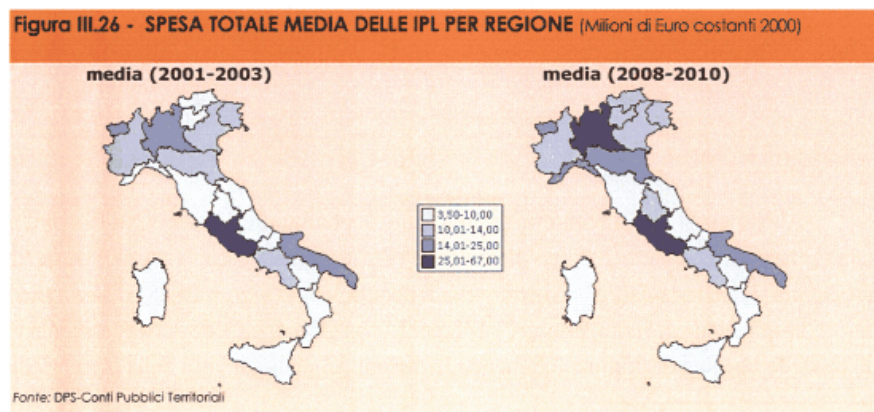 Figura III.26 - SPESA TOTALE MEDIA DELLE IPL PER REGIONE (Milioni di Euro costanti 2000)
media (2001-2003)
media (2008-2010)
3,50-10,00
10,01-14,00
14,01-25,00
25,01-67,00
Fonte: DPS-Conti Pubblici Territoriali